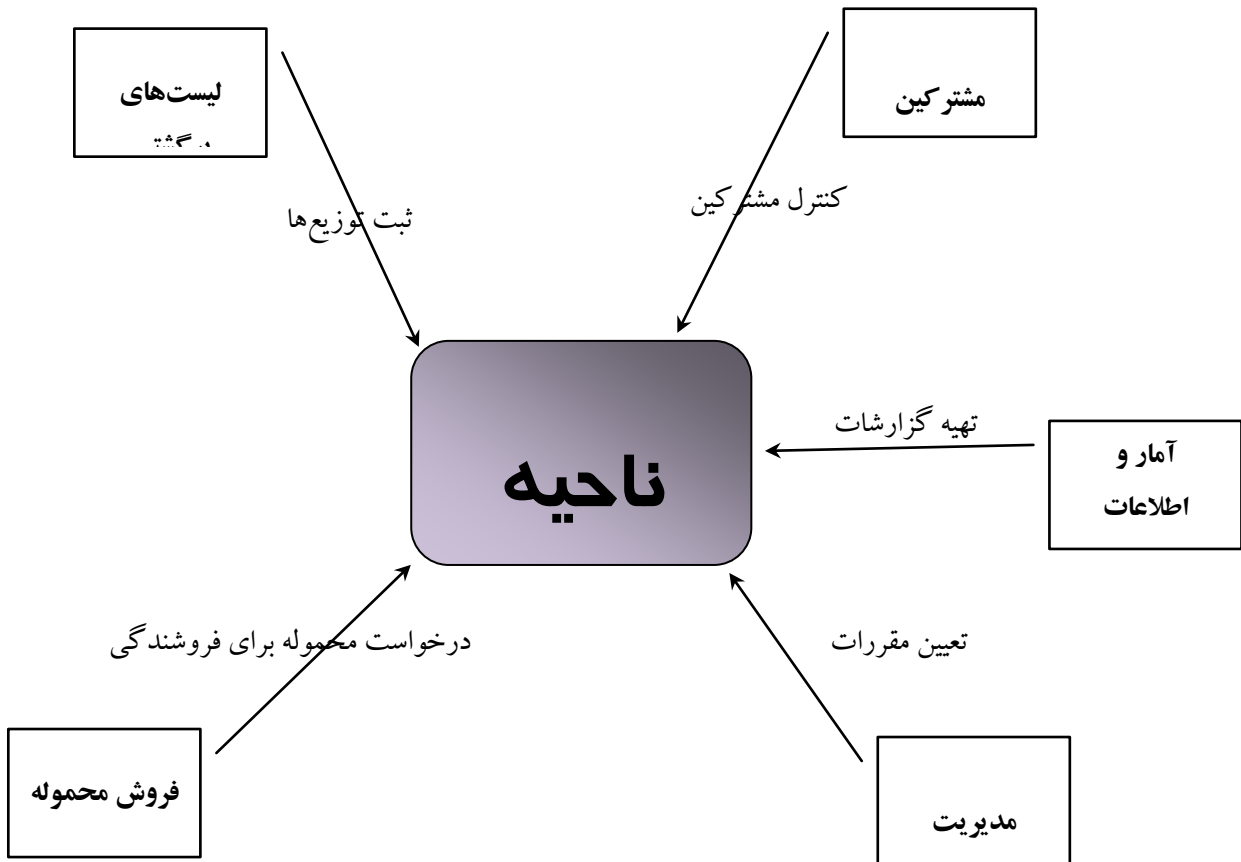 مشترکین
لیست‌های
کنترل مشترکین
ثبت توزیع‌ها
تهیه گزارشات
آمار و
اطلاعات
ناحیه
تعیین مقررات
درخواست محموله برای فروشندگی
مدیریت
فروش محموله